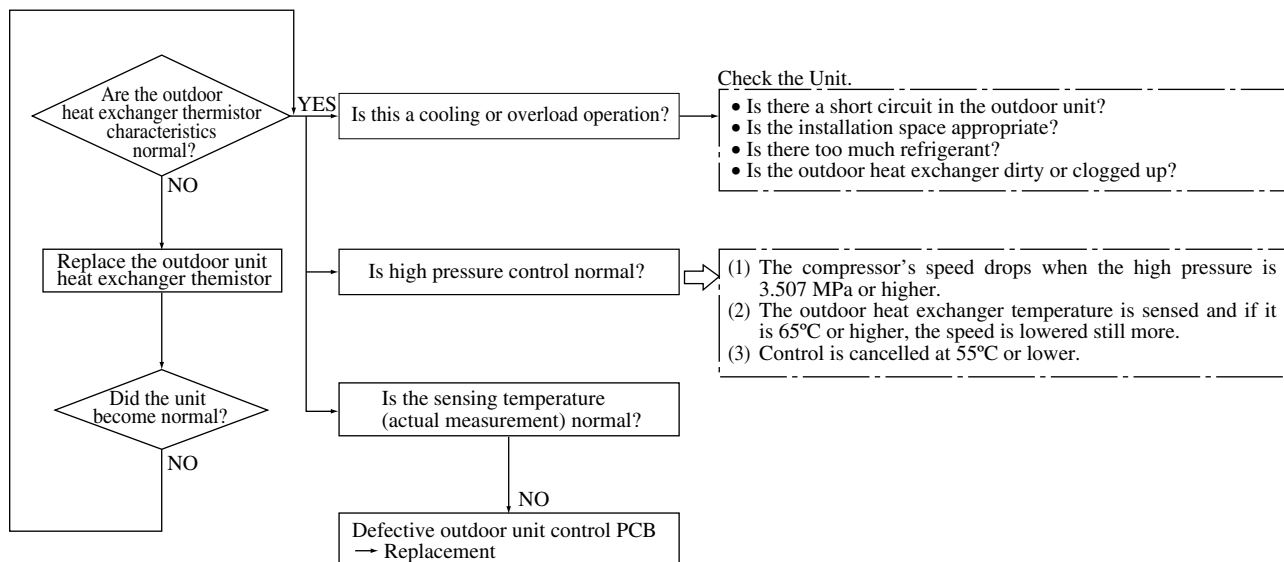 Are the outdoor
heat exchanger thermistor
characteristics
normal?
YES
NO
Replace the outdoor unit
heat exchanger themistor
Did the unit
become normal?
NO
Is this a cooling or overload operation?
Check the Unit.
• Is there a short circuit in the outdoor unit?
• Is the installation space appropriate?
• Is there too much refrigerant?
• Is the outdoor heat exchanger dirty or clogged up?
Is high pressure control normal?
(1) The compressor's speed drops when the high pressure is
3.507 MPa or higher.
(2) The outdoor heat exchanger temperature is sensed and if it
is 65ºC or higher, the speed is lowered still more.
(3) Control is cancelled at 55ºC or lower.
Is the sensing temperature
(actual measurement) normal?
NO
Defective outdoor unit control PCB
→ Replacement